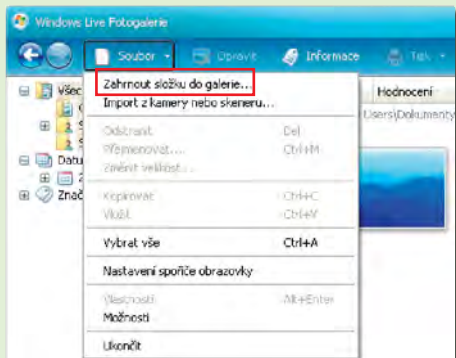 Windows Live Fotogalerie
Soubor Opravit Informace Tisk
Zahrnout složku do galerie...
Import z kamery nebo skeneru...
Odstranit Del
Přejmenovat... Ctrl+M
Změnit velikost...
Kopírovat Ctrl+C
Vložit Ctrl+V
Vybrat vše Ctrl+A
Nastavení spořiče obrazovky
Vlastnosti Alt+Enter
Možnosti
Ukončit
Všec
Datu
Znač
Hodnocení
Users\Dokumenty